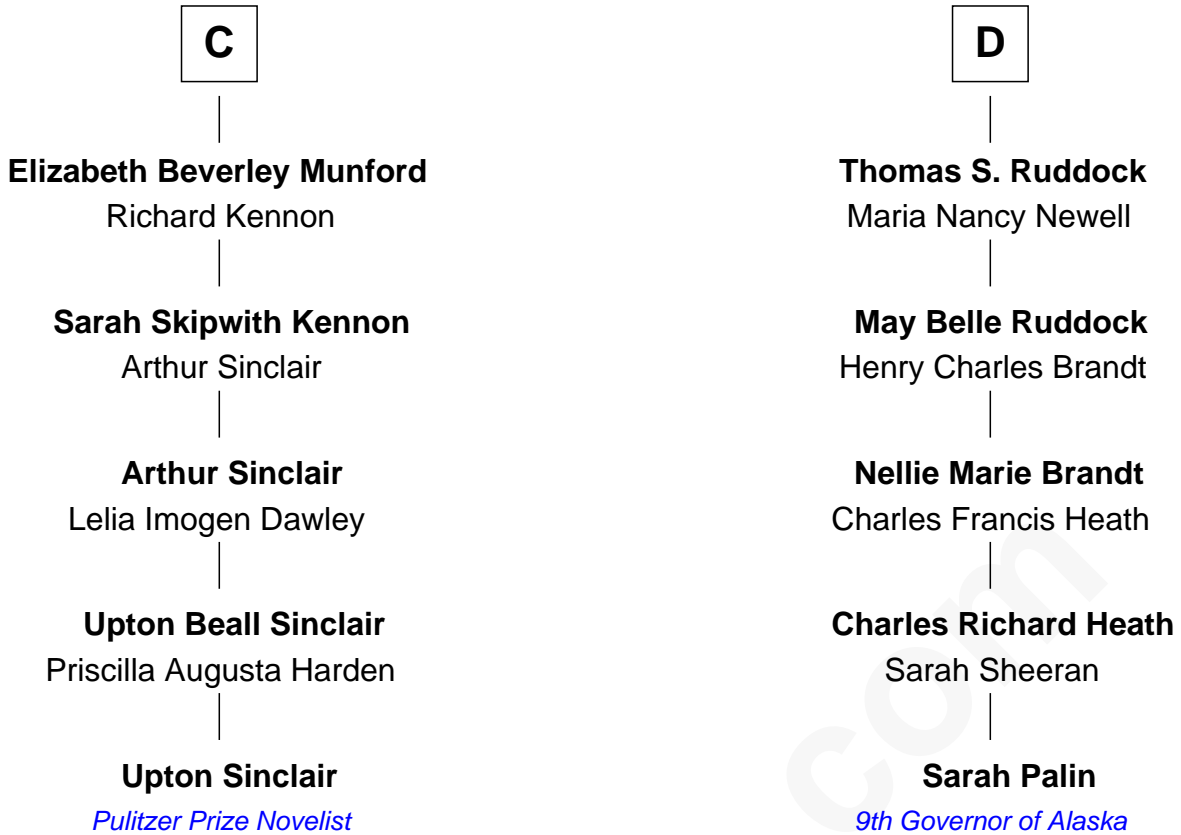 C
Elizabeth Beverley Munford
Richard Kennon
Sarah Skipwith Kennon
Arthur Sinclair
Arthur Sinclair
Lelia Imogen Dawley
Upton Beall Sinclair
Priscilla Augusta Harden
Upton Sinclair
Pulitzer Prize Novelist
D
Thomas S. Ruddock
Maria Nancy Newell
May Belle Ruddock
Henry Charles Brandt
Nellie Marie Brandt
Charles Francis Heath
Charles Richard Heath
Sarah Sheeran
Sarah Palin
9th Governor of Alaska
com